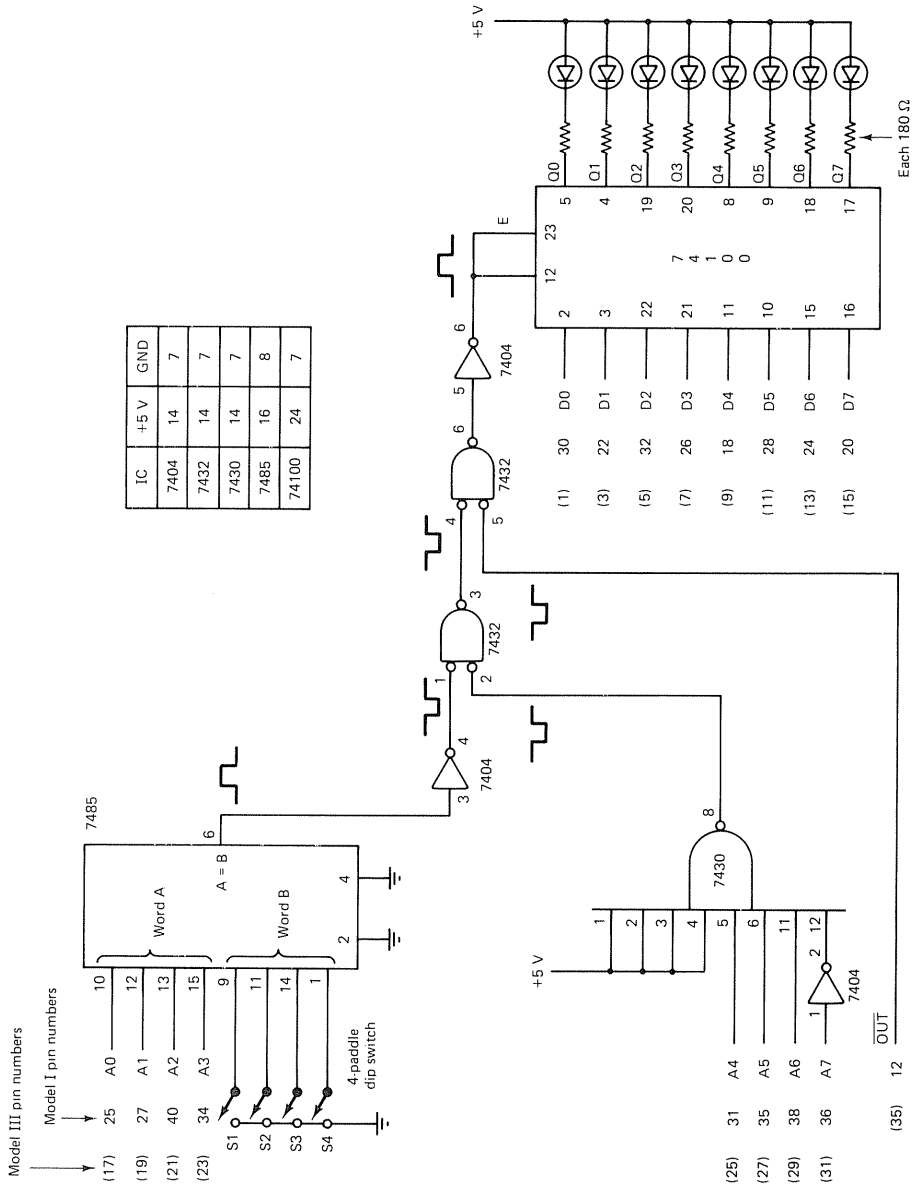 Model III pin numbers
Model I pin numbers
(17) 25 A0 10
(19) 27 A1 12
(21) 40 A2 13
(23) 34 A3 15
Word A
7485
S1 9
S2 11
S3 14
S4 1
Word B
A = B 6
2 4
4-paddle
dip switch
IC +5 V GND
7404 14 7
7432 14 7
7430 14 7
7485 16 8
74100 24 7
3 4
7404
1 3
2
7432
4 6
5
7432
5 6
7404
E
12 23
+5 V
1
2
3
4
5
6
11
12
8
7430
(25) 31 A4
(27) 35 A5
(29) 38 A6
(31) 36 A7 1 2
7404
(35) 12 OUT
(1) 30 D0 2 5 Q0
(3) 22 D1 3 4 Q1
(5) 32 D2 22 19 Q2
(7) 26 D3 21 20 Q3
(9) 18 D4 11 8 Q4
(11) 28 D5 10 9 Q5
(13) 24 D6 15 18 Q6
(15) 20 D7 16 17 Q7
7
4
1
0
0
+5 V
Each 180 Ω